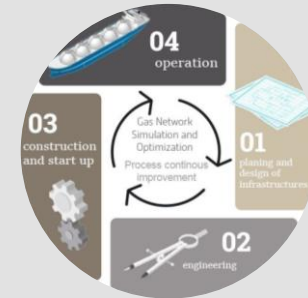 04
operation
03
construction
and start up
Gas Network
Simulation and
Optimization
Process continous
improvement
01
planing and
design of
infrastructures
02
engineering